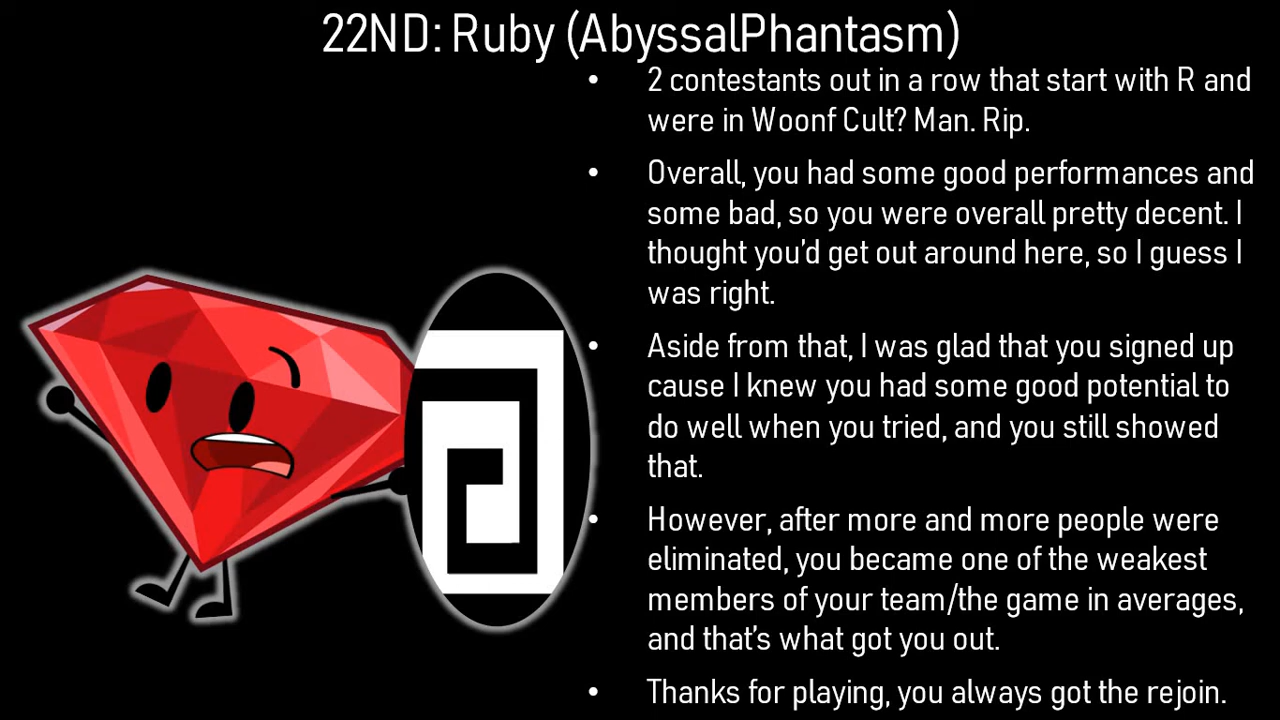 22ND: Ruby (AbyssalPhantasm)
• 2 contestants out in a row that start with R and
were in Woonf Cult? Man. Rip.
• Overall, you had some good performances and
some bad, so you were overall pretty decent. I
thought you’d get out around here, so I guess I
was right.
• Aside from that, I was glad that you signed up
cause I knew you had some good potential to
do well when you tried, and you still showed
that.
• However, after more and more people were
eliminated, you became one of the weakest
members of your team/the game in averages,
and that’s what got you out.
• Thanks for playing, you always got the rejoin.